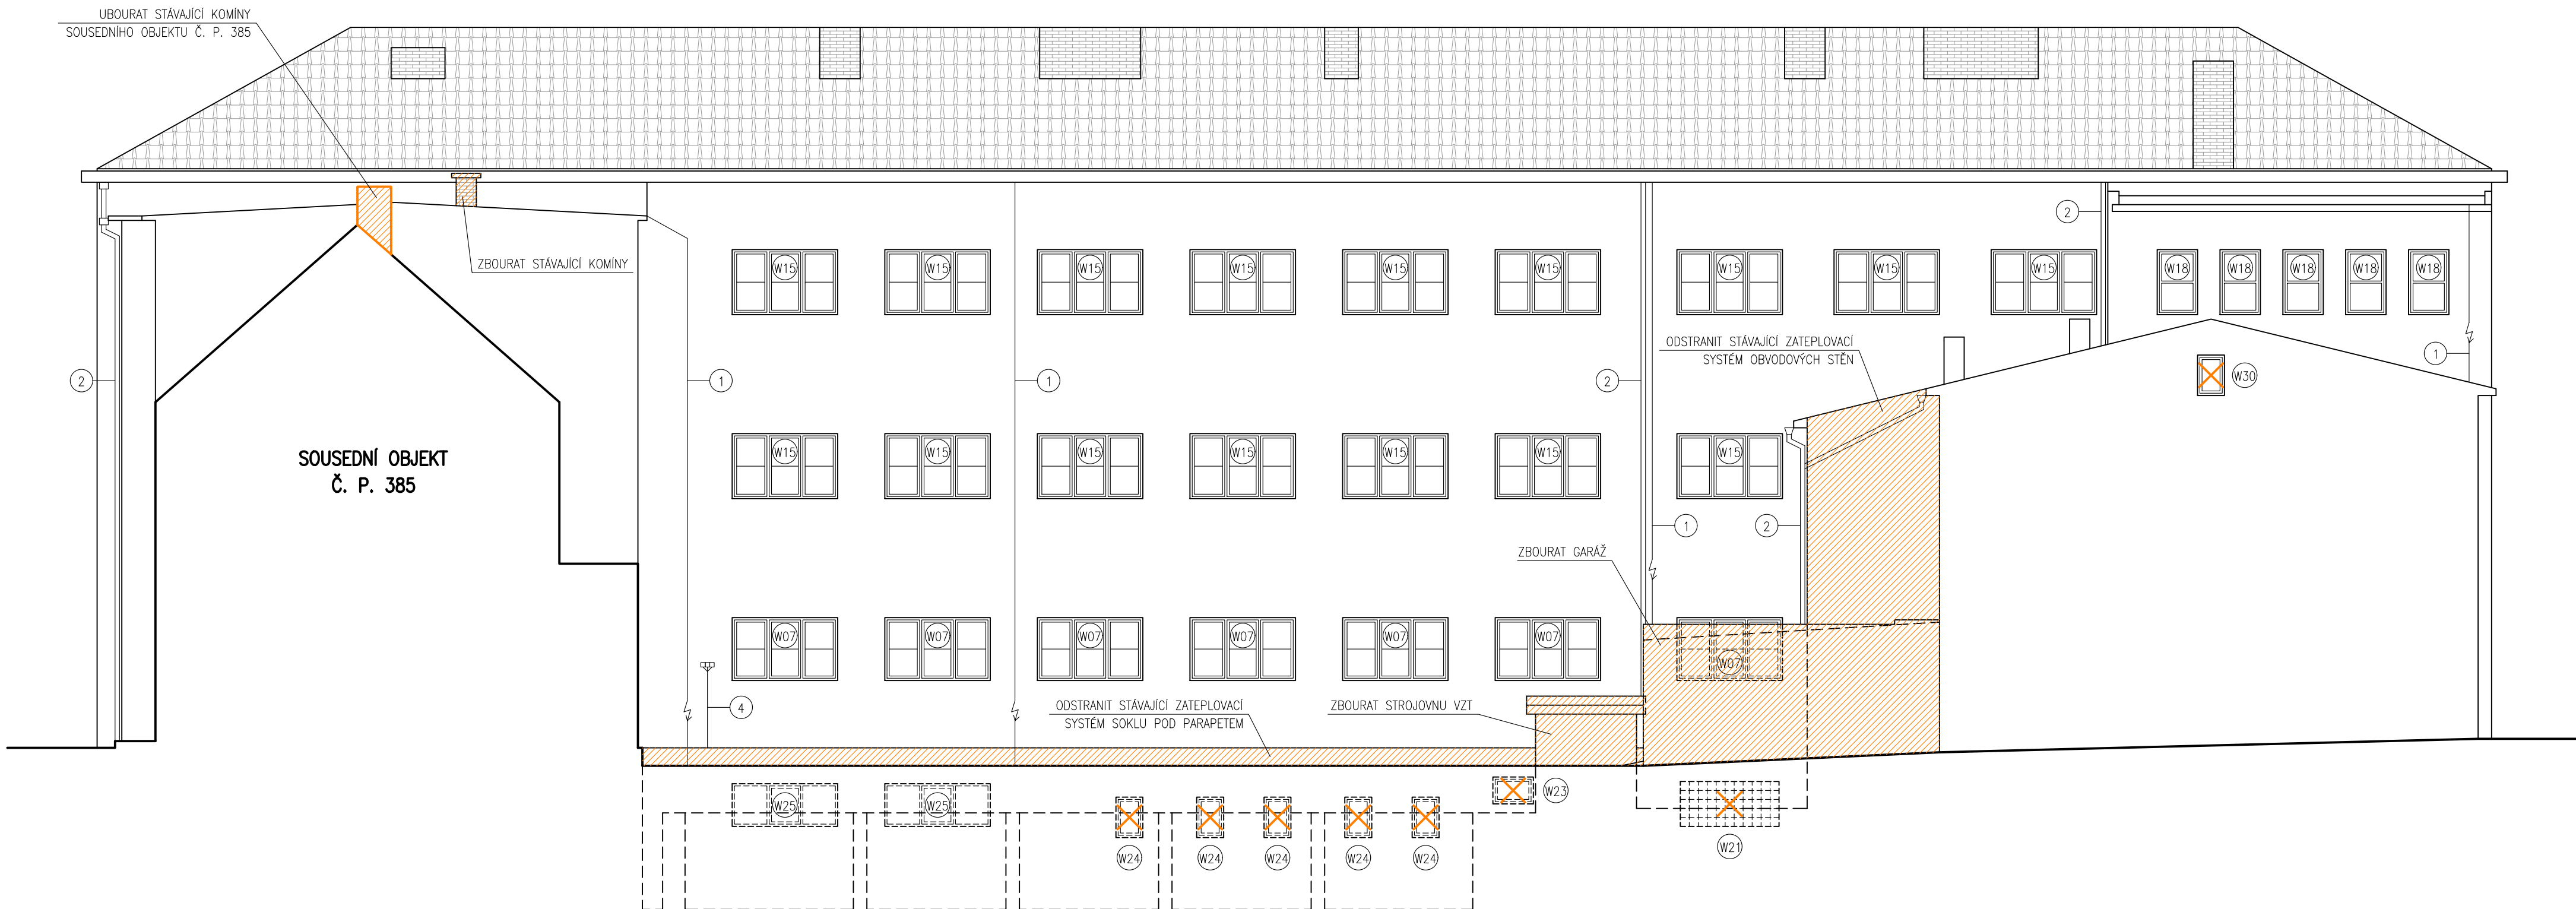 UBOURAT STÁVAJÍCÍ KOMÍNY
SOUSEDNÍHO OBJEKTU Č. P. 385
ZBOURAT STÁVAJÍCÍ KOMÍNY
2
W15 W15 W15 W15 W15 W15 W15 W15 W15 W18 W18 W18 W18 W18
ODSTRANIT STÁVAJÍCÍ ZATEPLOVACÍ
SYSTÉM OBVODOVÝCH STĚN
1
2 1 1 2 W30
SOUSEDNÍ OBJEKT
Č. P. 385
W15 W15 W15 W15 W15 W15 W15
1 2
ZBOURAT GARÁŽ
W07 W07 W07 W07 W07 W07 W07
4
ODSTRANIT STÁVAJÍCÍ ZATEPLOVACÍ
SYSTÉM SOKLU POD PARAPETEM
ZBOURAT STROJOVNU VZT
W25 W25 W23
W24 W24 W24 W24 W24 W21